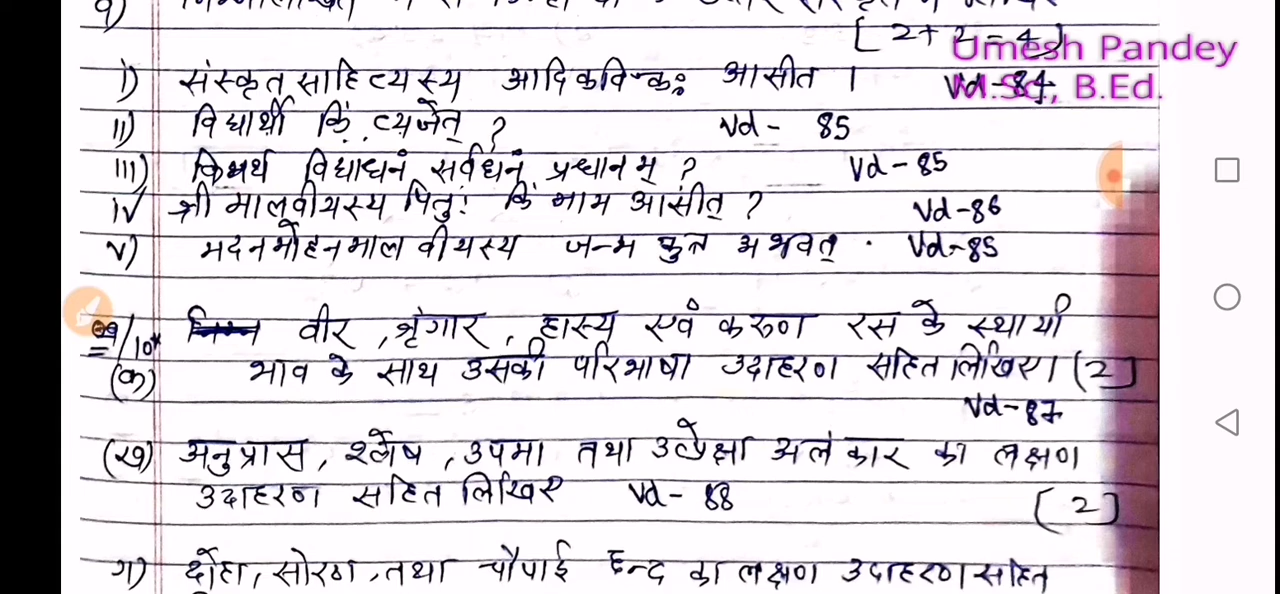 [2+2=4]
Umesh Pandey
i) संस्कृत साहित्यस्य आदिकविःकः आसीत । Vd-84
M.Sc, B.Ed.
ii) विद्यार्थी किं त्यजेत् ? Vd- 85
iii) किमर्थ विद्याधनं सर्वधनं प्रधानम् ? Vd-85
iv श्री मालवीयस्य पितुः किं नाम आसीत् ? Vd-86
v) मदनमोहनमालवीयस्य जन्म कुत्र अभवत् . Vd-85
वीर , श्रृंगार , हास्य एवं करुण रस के स्थायी
(क) भाव के साथ उसकी परिभाषा उदाहरण सहित लिखिए। (2]
Vd-87
(ख) अनुप्रास, श्लेष , उपमा तथा उत्प्रेक्षा अलंकार का लक्षण
उदाहरण सहित लिखिए Vd- 88 [2]
ग) दोहा, सोरठा, तथा चौपाई छन्द का लक्षण उदाहरण सहित